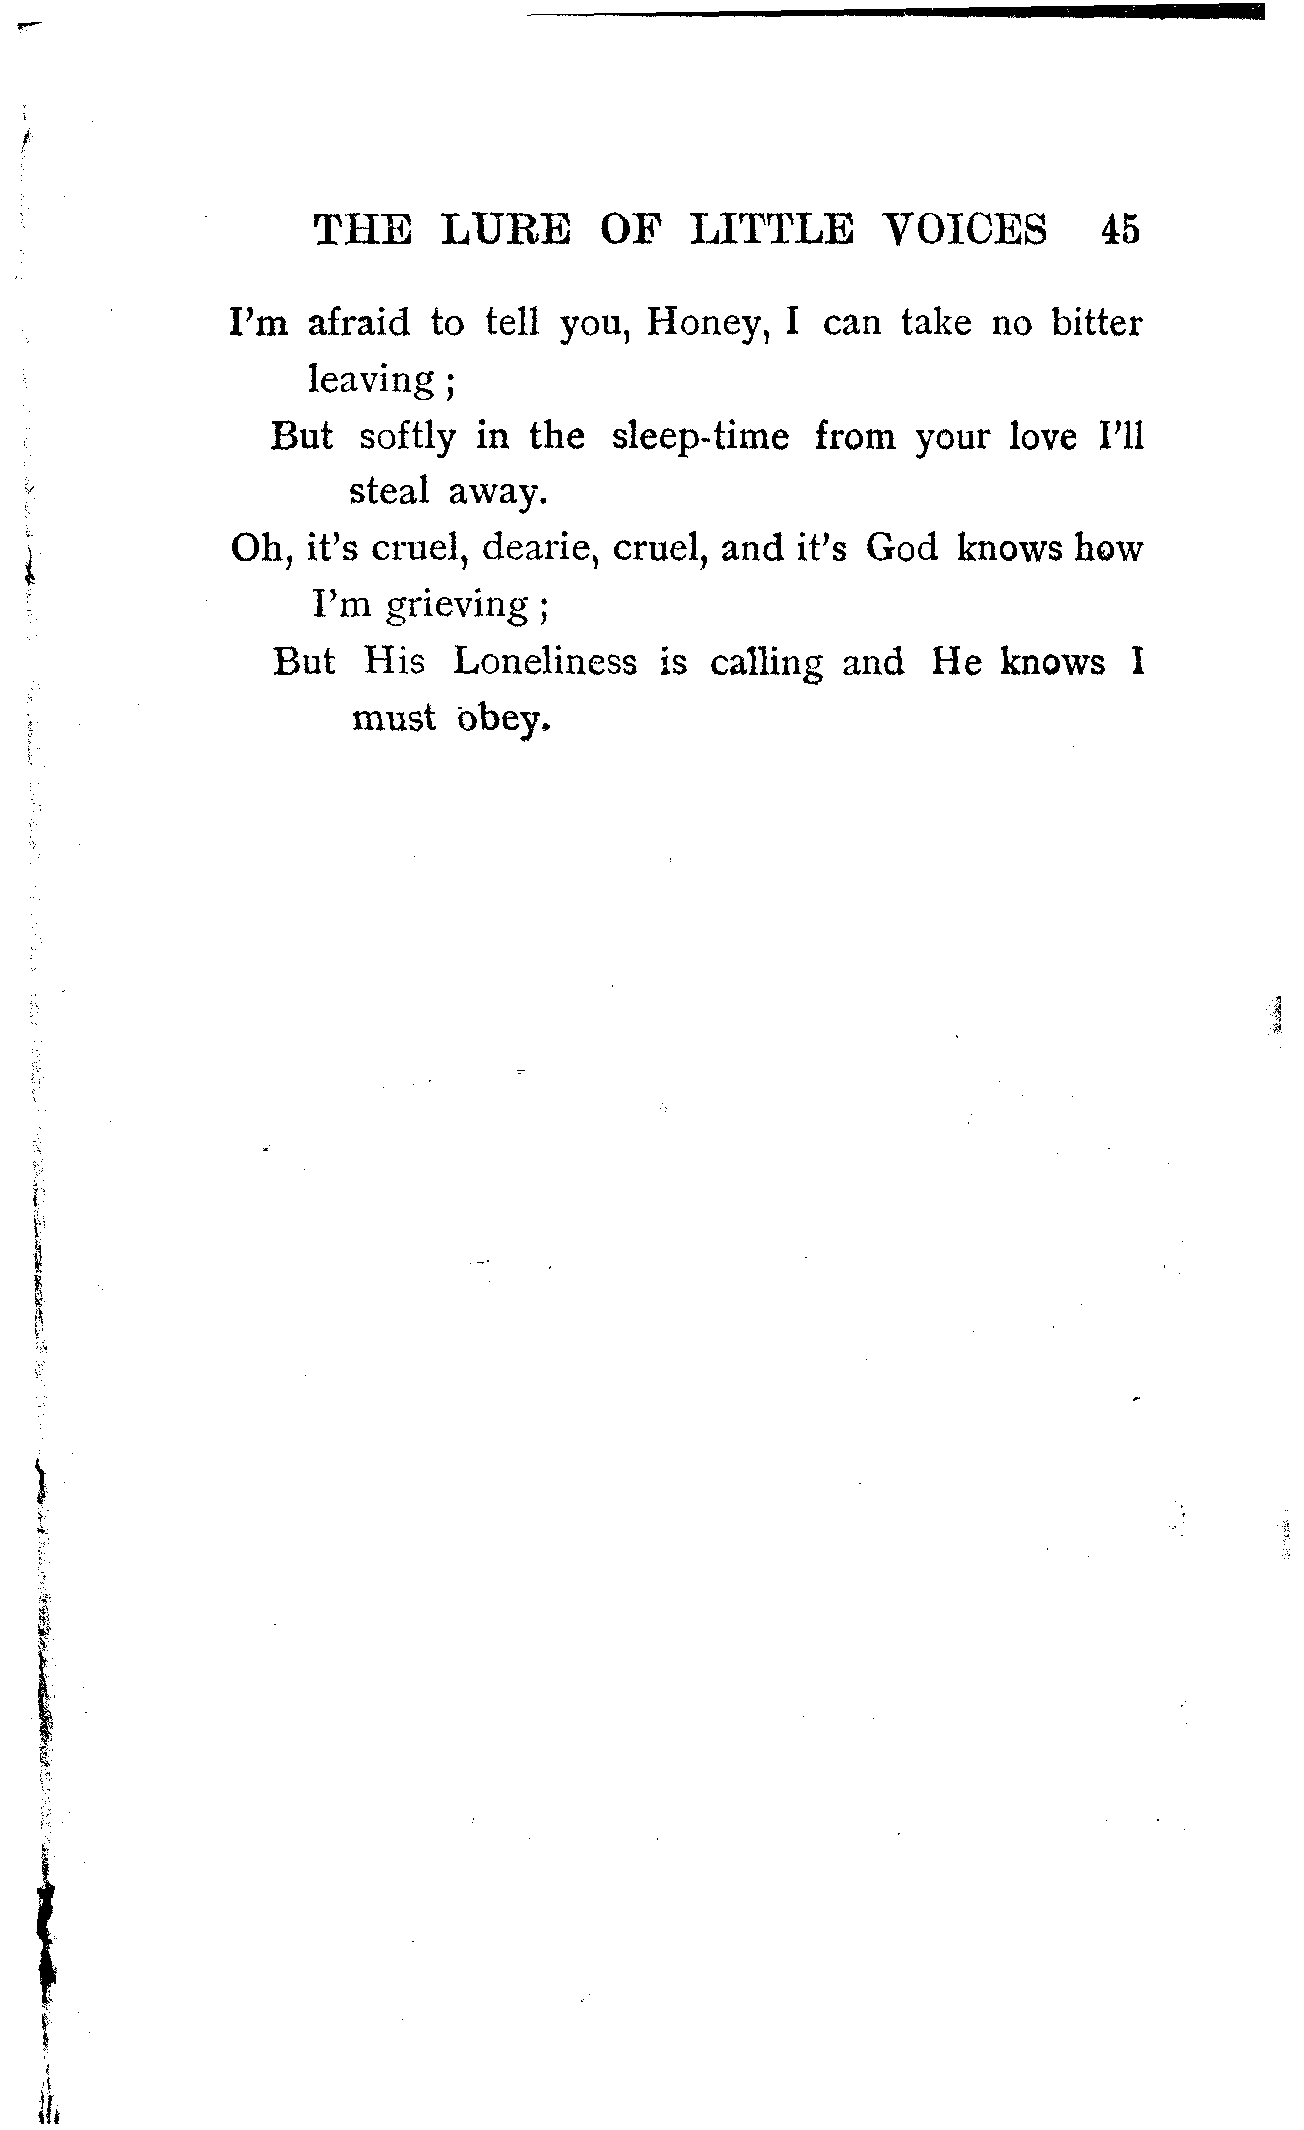 THE LURE OF LITTLE VOICES 45
I'm afraid to tell you, Honey, I can take no bitter
leaving ;
But softly in the sleep-time from your love I'll
steal away.
Oh, it's cruel, dearie, cruel, and it's God knows how
I'm grieving ;
But His Loneliness is calling and He knows I
must obey.